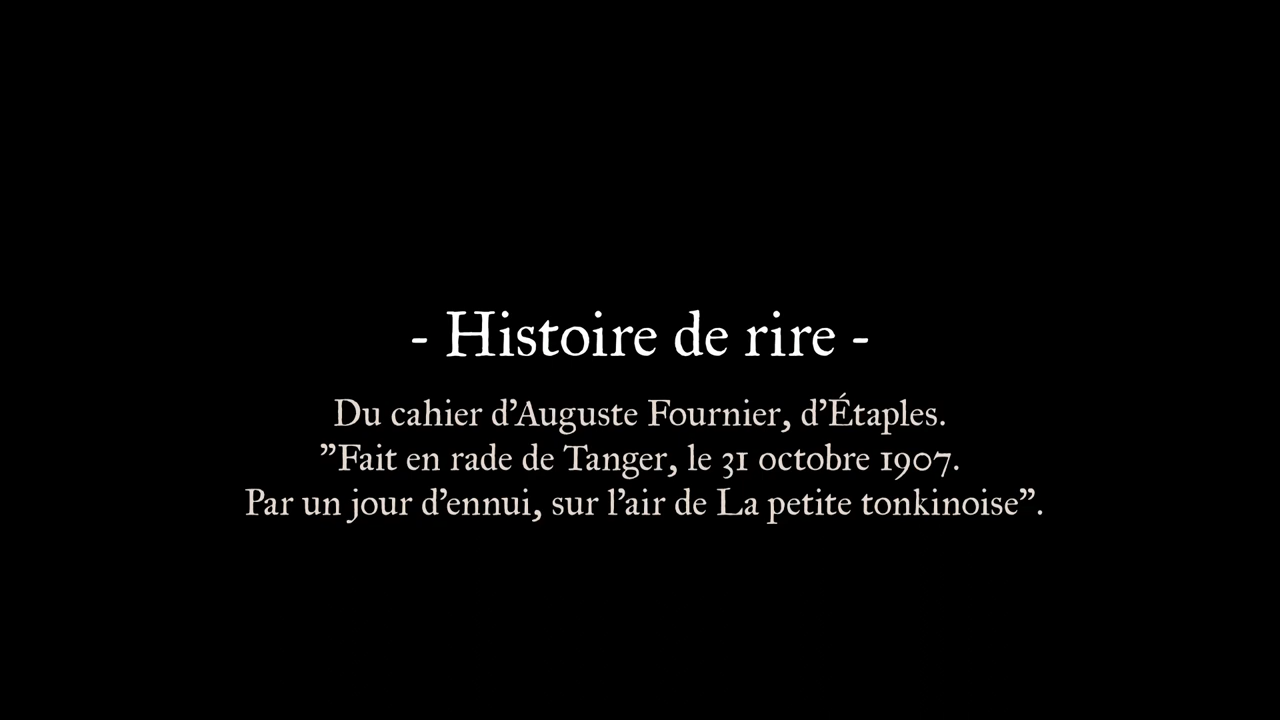 - Histoire de rire -
Du cahier d’Auguste Fournier, d’Étaples.
”Fait en rade de Tanger, le 31 octobre 1907.
Par un jour d’ennui, sur l’air de La petite tonkinoise”.